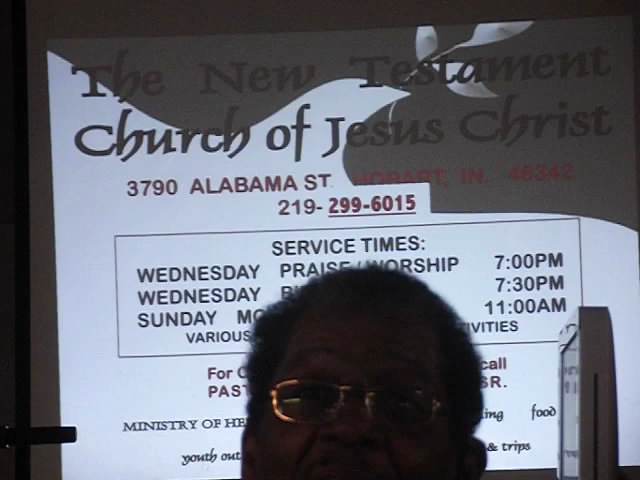 The New Testament
Church of Jesus Christ
3790 ALABAMA ST. HOBART, IN. 46342
219-299-6015
SERVICE TIMES:
WEDNESDAY PRAISE / WORSHIP 7:00PM
WEDNESDAY 7:30PM
SUNDAY 11:00AM
VARIOUS
For call
SR.
MINISTRY OF food
youth & trips